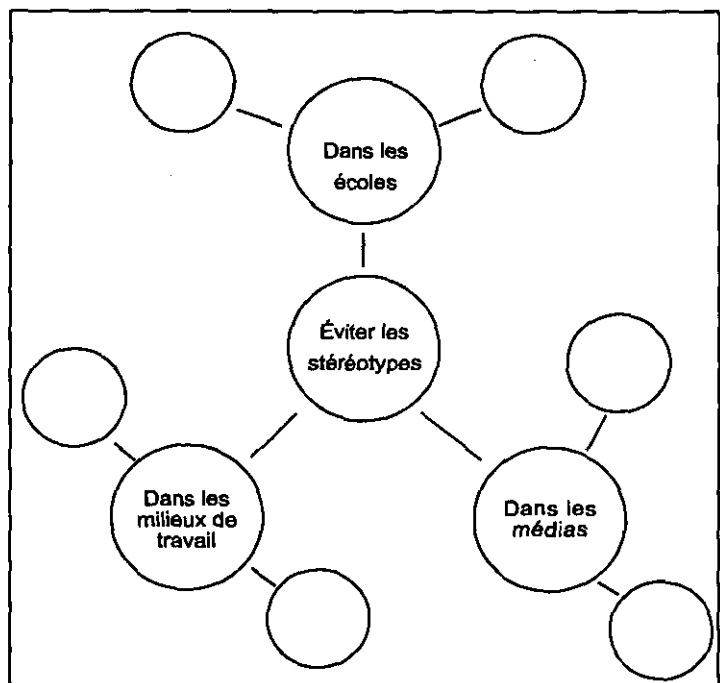 Dans les
écoles
Éviter les
stéréotypes
Dans les
milieux de
travail
Dans les
médias